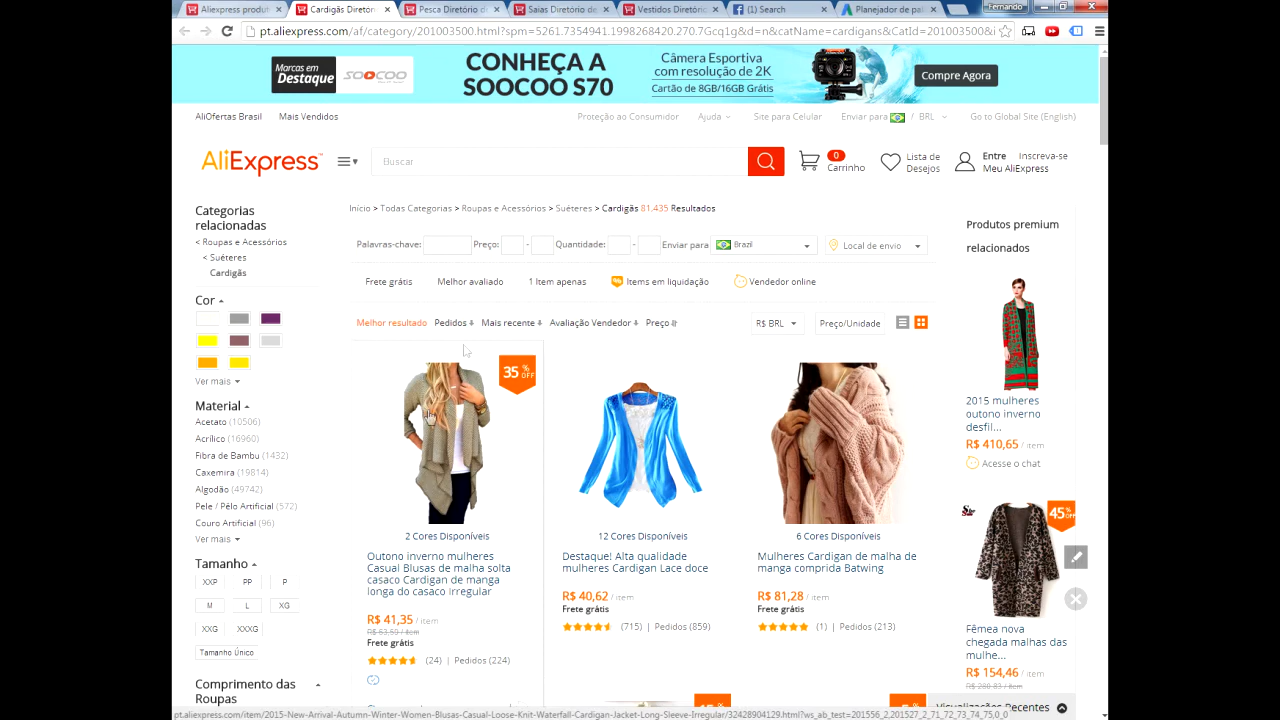 Aliexpress produt
Cardigãs Diretóri
Pesca Diretório do
Saias Diretório de
Vestidos Diretóric
(1) Search
Planejador de pal
Fernando
pt.aliexpress.com/af/category/201003500.html?spm=5261.7354941.1998268420.270.7Gcq1g&d=n&catName=cardigans&CatId=201003500&i
Marcas em
Destaque
SOOCOO
CONHEÇA A
SOOCOO S70
Câmera Esportiva
com resolução de 2K
Cartão de 8GB/16GB Grátis
Compre Agora
AliOfertas Brasil
Mais Vendidos
Proteção ao Consumidor
Ajuda
Site para Celular
Enviar para / BRL
Go to Global Site (English)
AliExpress™
Buscar
0
Carrinho
Lista de
Desejos
Entre Inscreva-se
Meu AliExpress
Categorias
relacionadas
< Roupas e Acessórios
< Suéteres
Cardigãs
Cor
Ver mais
Material
Acetato (10506)
Acrílico (16960)
Fibra de Bambu (1432)
Caxemira (19814)
Algodão (49742)
Pele / Pêlo Artificial (572)
Couro Artificial (96)
Ver mais
Tamanho
XXP PP P
M L XG
XXG XXXG
Tamanho Único
Comprimento das
Roupas
Início > Todas Categorias > Roupas e Acessórios > Suéteres > Cardigãs 81.435 Resultados
Palavras-chave: Preço: - Quantidade: - Enviar para Brazil Local de envio
Frete grátis Melhor avaliado 1 Item apenas Items em liquidação Vendedor online
Melhor resultado Pedidos Mais recente Avaliação Vendedor Preço R$ BRL Preço/Unidade
35 % OFF
2 Cores Disponíveis
Outono inverno mulheres
Casual Blusas de malha solta
casaco Cardigan de manga
longa do casaco Irregular
R$ 41,35 / item
R$ 63,59 / item
Frete grátis
(24) | Pedidos (224)
12 Cores Disponíveis
Destaque! Alta qualidade
mulheres Cardigan Lace doce
R$ 40,62 / item
Frete grátis
(715) | Pedidos (859)
6 Cores Disponíveis
Mulheres Cardigan de malha de
manga comprida Batwing
R$ 81,28 / item
Frete grátis
(1) | Pedidos (213)
Produtos premium
relacionados
2015 mulheres
outono inverno
desfil...
R$ 410,65 / item
Acesse o chat
45% OFF
Fêmea nova
chegada malhas das
mulhe...
R$ 154,46 / item
R$ 280,83 / item
Visualizações Recentes
pt.aliexpress.com/item/2015-New-Arrival-Autumn-Winter-Women-Blusas-Casual-Loose-Knit-Waterfall-Cardigan-Jacket-Long-Sleeve-Irregular/32428904129.html?ws_ab_test=201556_2,201527_2_71_72_73_74_75,0_0